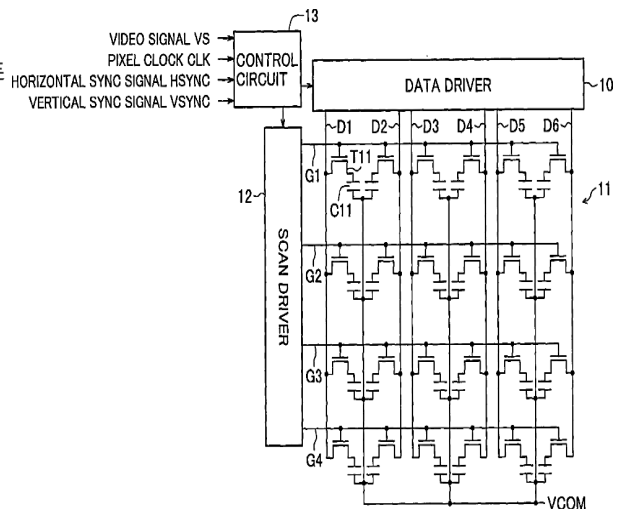 13
VIDEO SIGNAL VS
PIXEL CLOCK CLK
HORIZONTAL SYNC SIGNAL HSYNC
VERTICAL SYNC SIGNAL VSYNC
CONTROL
CIRCUIT
DATA DRIVER
10
D1 D2 D3 D4 D5 D6
G1
T11
C11
11
12
SCAN DRIVER
G2
G3
G4
VCOM